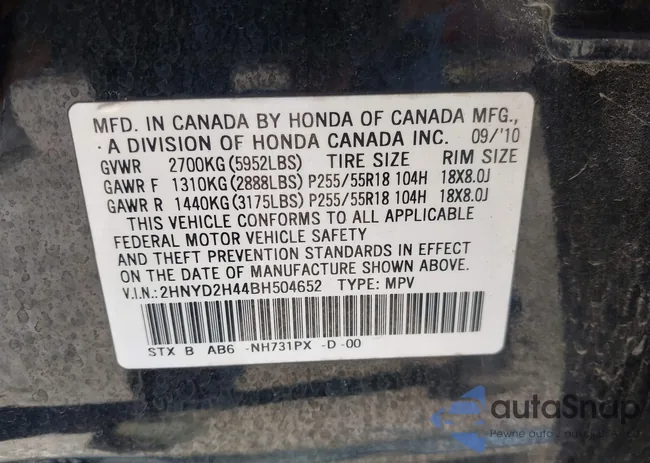 MFD. IN CANADA BY HONDA OF CANADA MFG.,
A DIVISION OF HONDA CANADA INC. 09/'10
GVWR 2700KG(5952LBS) TIRE SIZE RIM SIZE
GAWR F 1310KG(2888LBS) P255/55R18 104H 18X8.0J
GAWR R 1440KG(3175LBS) P255/55R18 104H 18X8.0J
THIS VEHICLE CONFORMS TO ALL APPLICABLE
FEDERAL MOTOR VEHICLE SAFETY
AND THEFT PREVENTION STANDARDS IN EFFECT
ON THE DATE OF MANUFACTURE SHOWN ABOVE.
V.I.N.:2HNYD2H44BH504652 TYPE: MPV
STX B AB6 -NH731PX -D-00
autaSnap
Pewne auta z